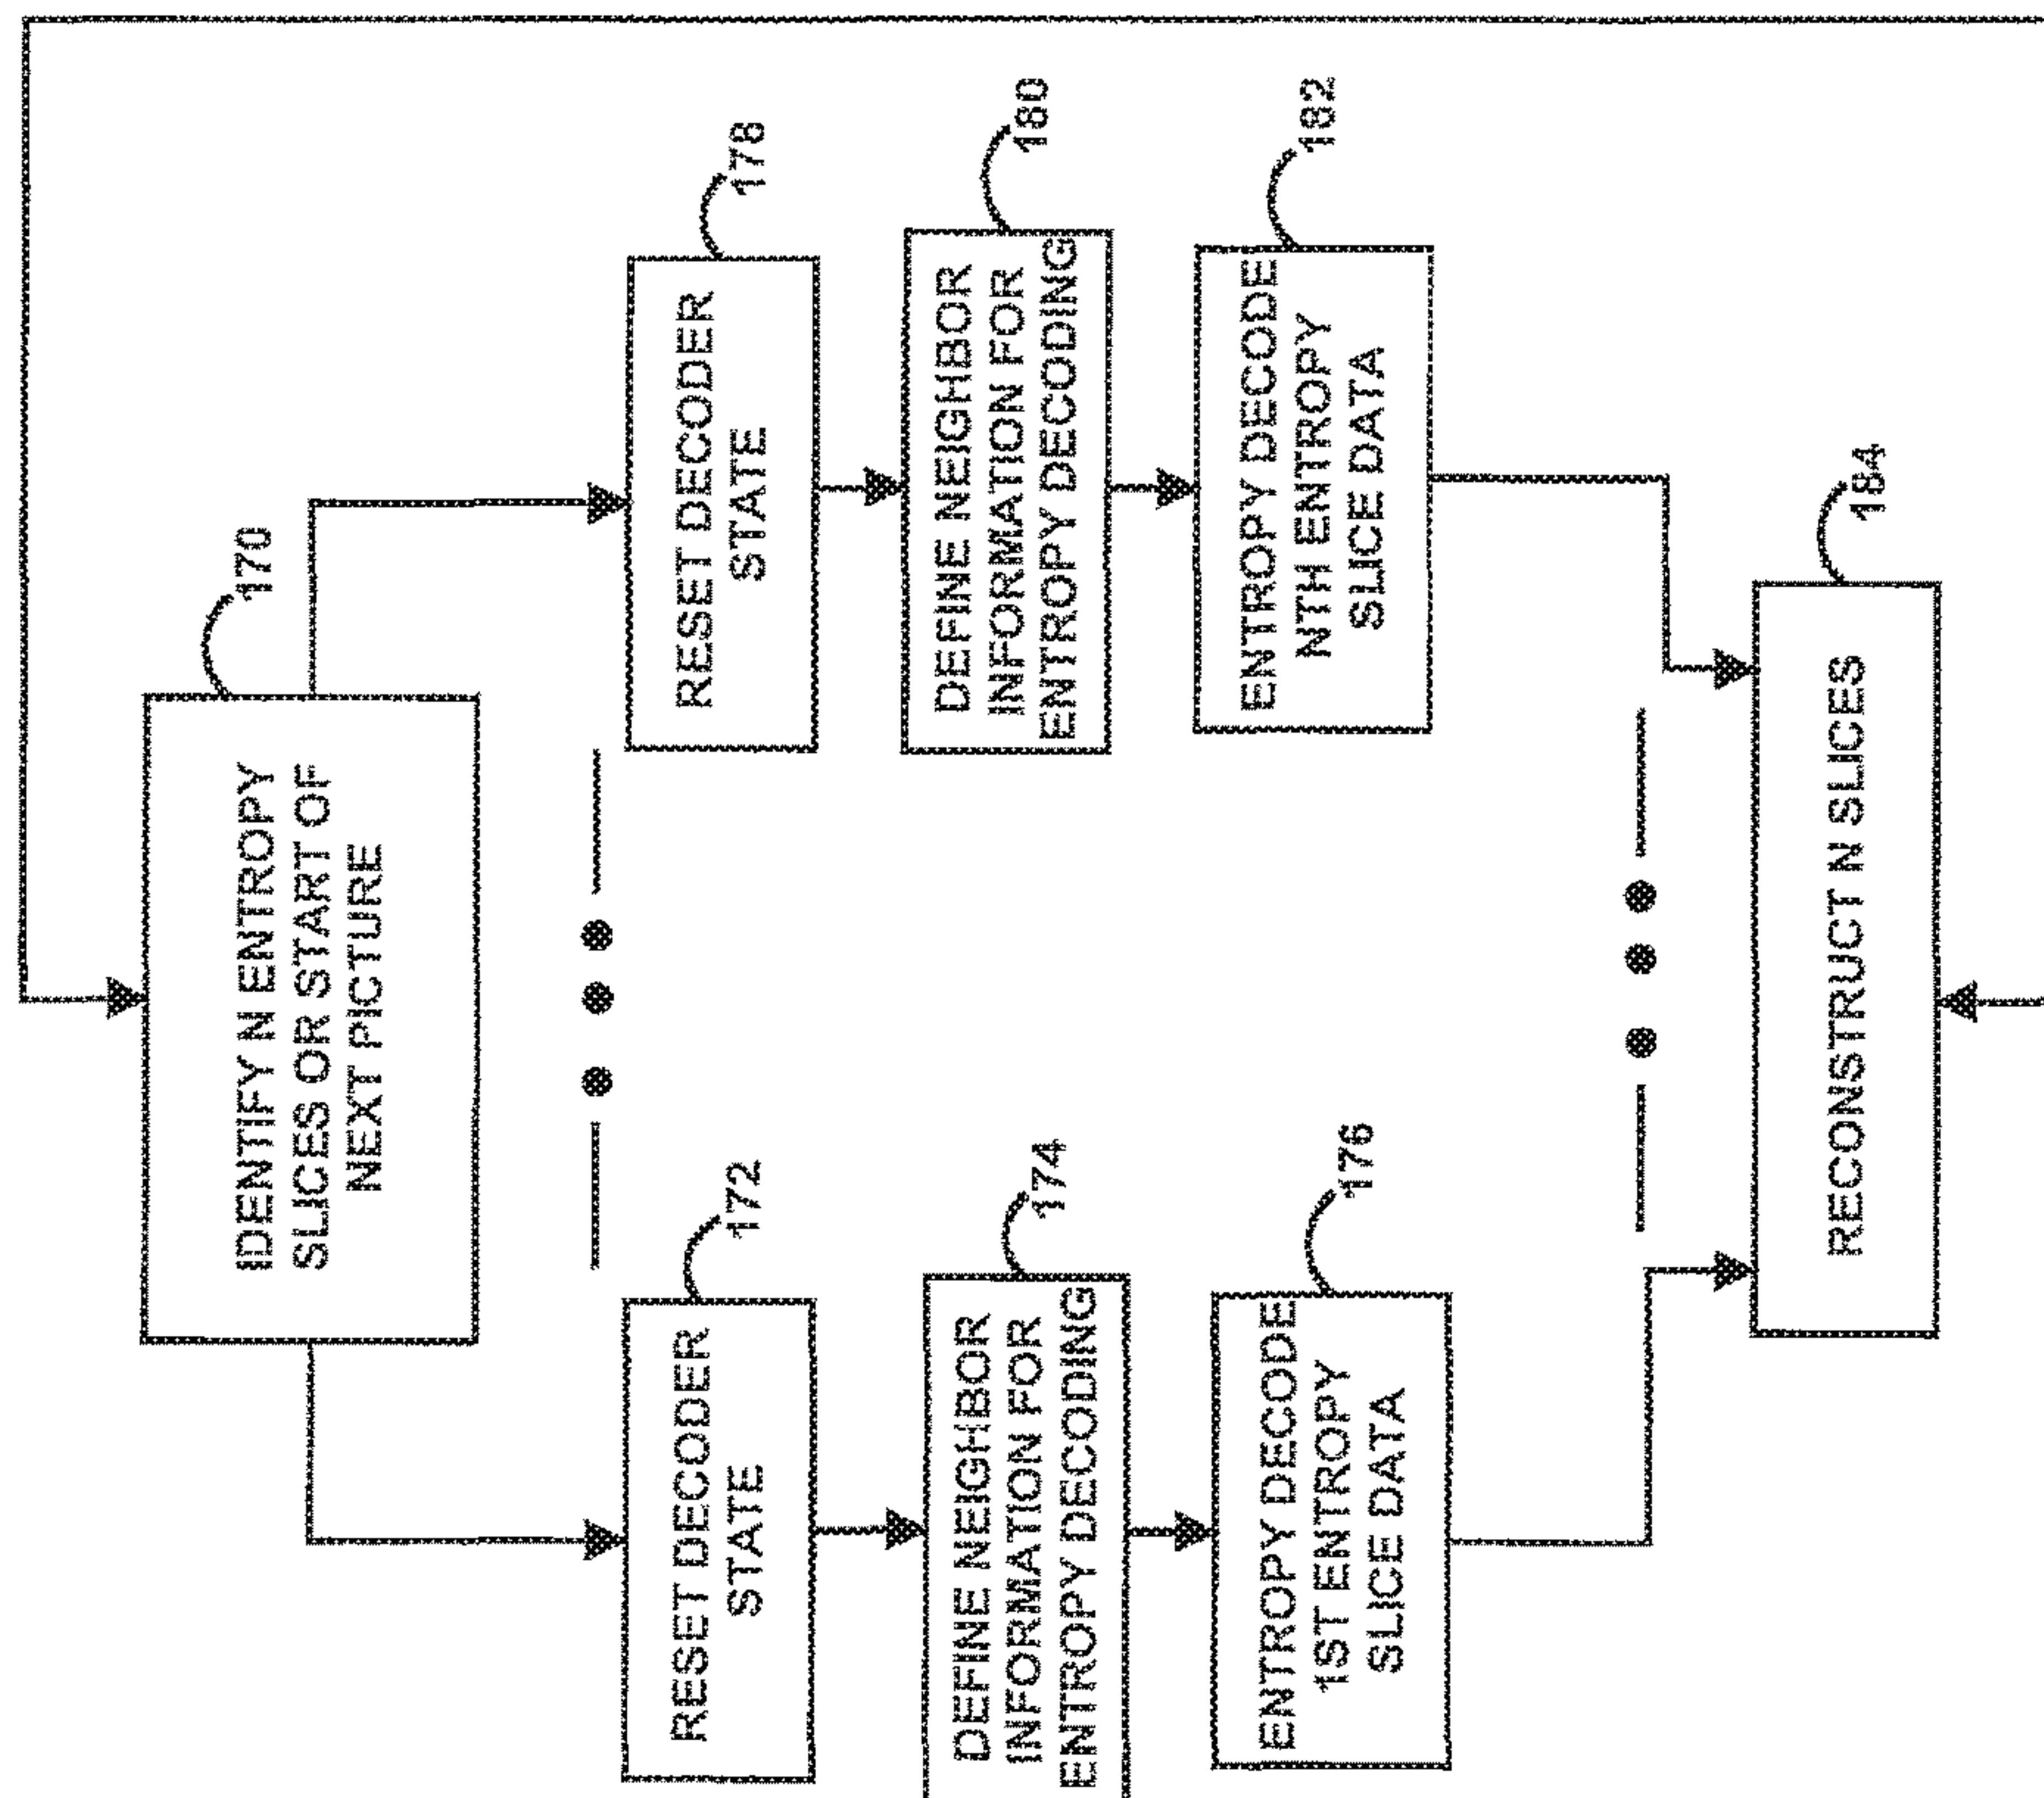 170
IDENTIFY N ENTROPY
SLICES OR START OF
NEXT PICTURE
172
RESET DECODER
STATE
174
DEFINE NEIGHBOR
INFORMATION FOR
ENTROPY DECODING
176
ENTROPY DECODE
1ST ENTROPY
SLICE DATA
178
RESET DECODER
STATE
180
DEFINE NEIGHBOR
INFORMATION FOR
ENTROPY DECODING
182
ENTROPY DECODE
NTH ENTROPY
SLICE DATA
184
RECONSTRUCT N SLICES